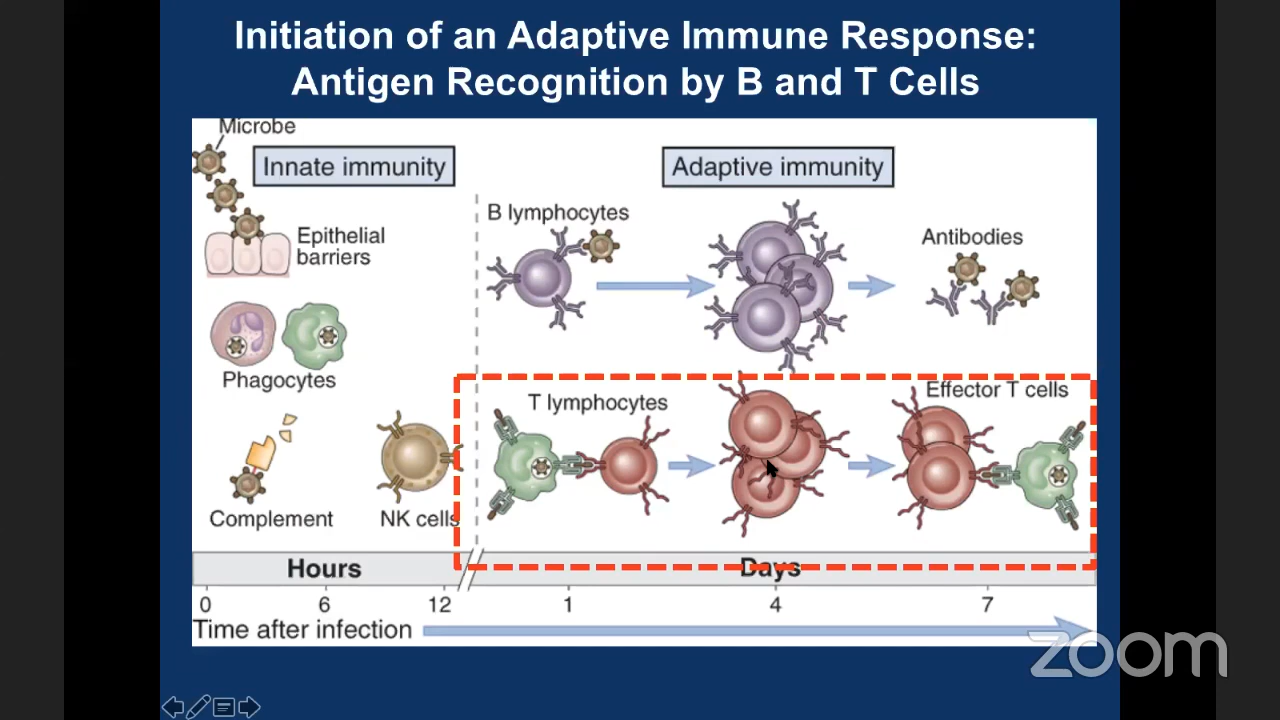 Initiation of an Adaptive Immune Response:
Antigen Recognition by B and T Cells
Microbe
Innate immunity
Adaptive immunity
B lymphocytes
Epithelial
barriers
Antibodies
Phagocytes
T lymphocytes
Effector T cells
Complement
NK cells
Hours
Days
0 6 12 1 4 7
Time after infection
zoom